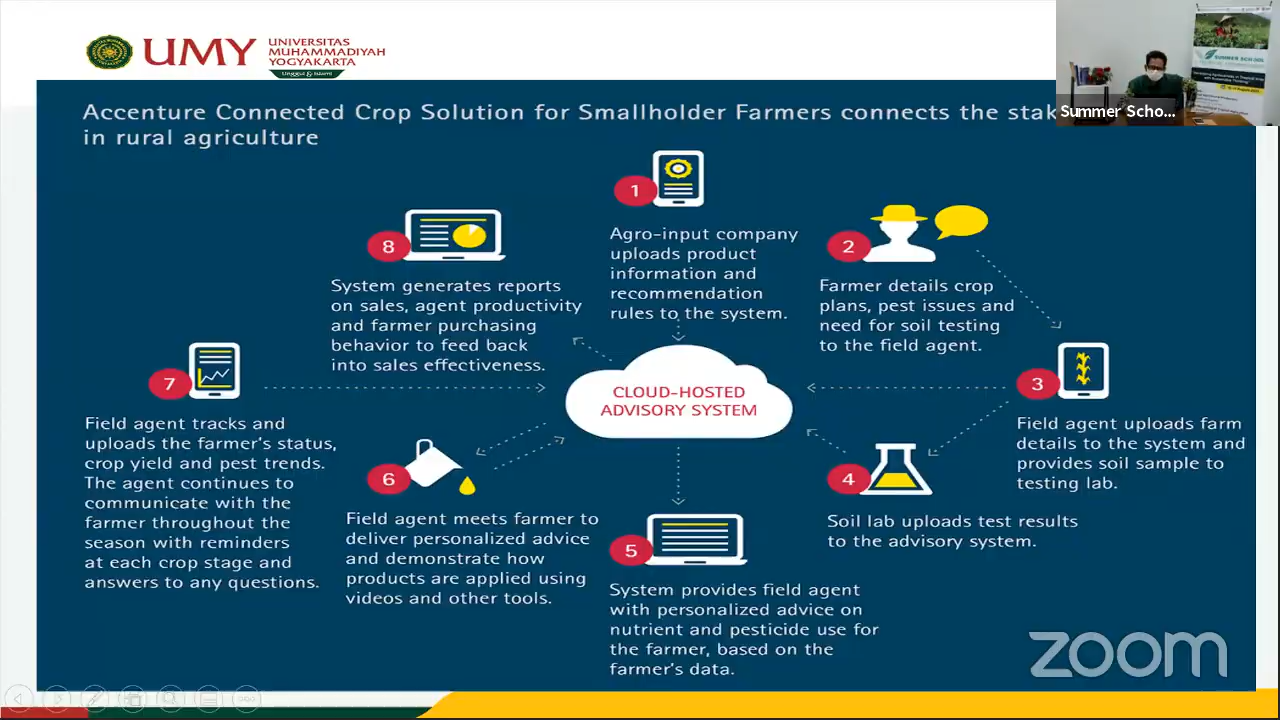 UMY
UNIVERSITAS
MUHAMMADIYAH
YOGYAKARTA
Unggul & Islami
Summer Scho...
Accenture Connected Crop Solution for Smallholder Farmers connects the
in rural agriculture
1
Agro-input company
uploads product
information and
recommendation
rules to the system.
2
Farmer details crop
plans, pest issues and
need for soil testing
to the field agent.
3
Field agent uploads farm
details to the system and
provides soil sample to
testing lab.
4
Soil lab uploads test results
to the advisory system.
5
System provides field agent
with personalized advice on
nutrient and pesticide use for
the farmer, based on the
farmer's data.
6
Field agent meets farmer to
deliver personalized advice
and demonstrate how
products are applied using
videos and other tools.
7
Field agent tracks and
uploads the farmer's status,
crop yield and pest trends.
The agent continues to
communicate with the
farmer throughout the
season with reminders
at each crop stage and
answers to any questions.
8
System generates reports
on sales, agent productivity
and farmer purchasing
behavior to feed back
into sales effectiveness.
CLOUD-HOSTED
ADVISORY SYSTEM
zoom